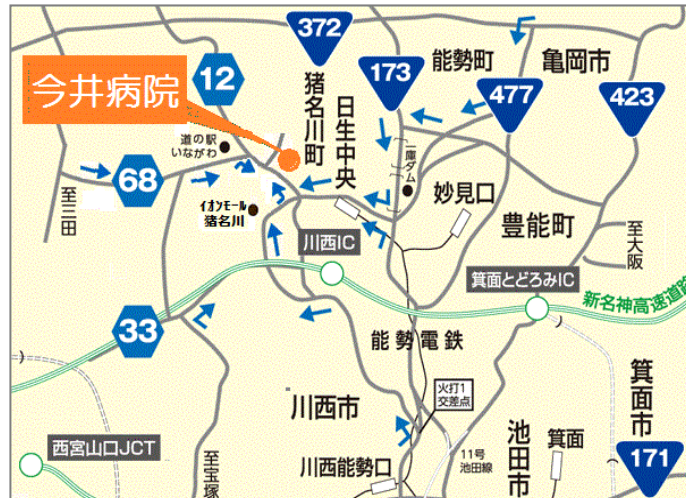 372
亀岡市
能勢町
173
12
今井病院
477
423
猪名川町
日生中央
道の駅
いながわ
一庫ダム
68
妙見口
イオンモール
猪名川
豊能町
至三田
至大阪
川西IC
箕面とどろみIC
新名神高速道路
33
能勢電鉄
火打1
交差点
箕面市
川西市
西宮山口JCT
至宝塚
川西能勢口
11号
池田線
池田市
箕面
171